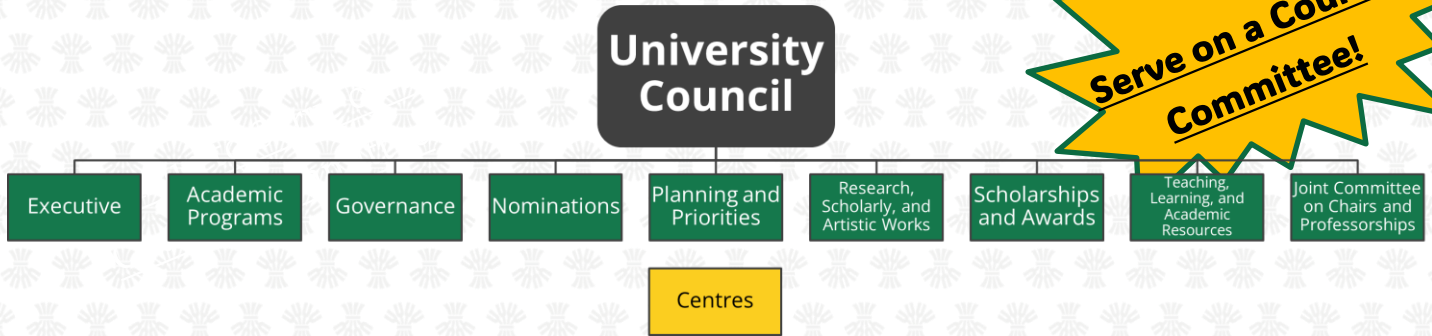 University
Council
Serve on a
Committee!
Executive
Academic
Programs
Governance
Nominations
Planning and
Priorities
Research,
Scholarly, and
Artistic Works
Scholarships
and Awards
Teaching,
Learning, and
Academic
Resources
Joint Committee
on Chairs and
Professorships
Centres